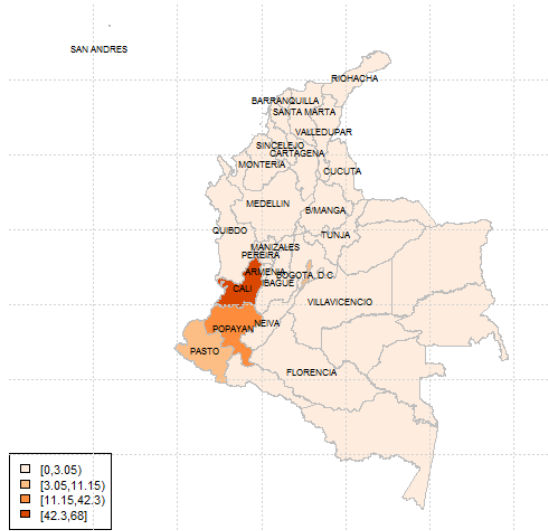 SAN ANDRES
RIOHACHA
BARRANQUILLA
SANTA MARTA
VALLEDUPAR
SINCELEJO
CARTAGENA
MONTERIA
CUCUTA
MEDELLIN
B/MANGA
QUIBDO
TUNJA
MANIZALES
PEREIRA
ARMENIA
BOGOTA, D.C.
IBAGUE
CALI
VILLAVICENCIO
NEIVA
POPAYAN
PASTO
FLORENCIA
[0,3.05)
[3.05,11.15)
[11.15,42.3)
[42.3,68]